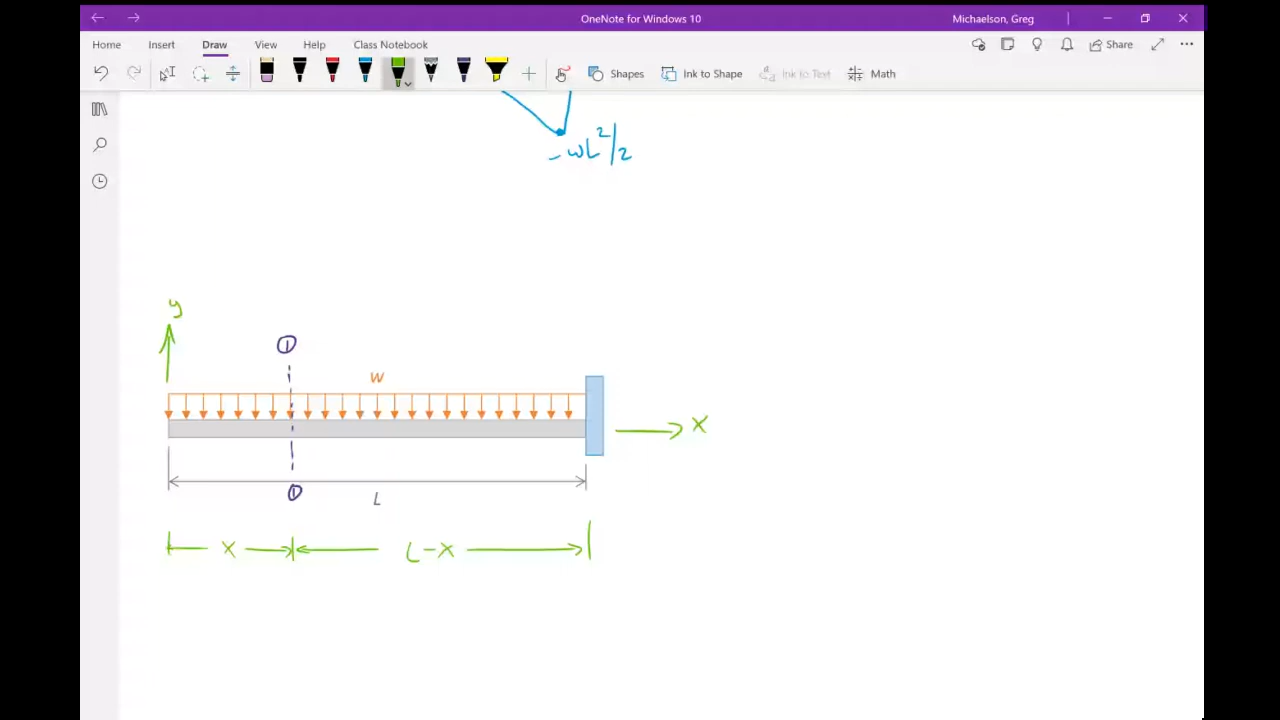 OneNote for Windows 10
Michaelson, Greg
Home Insert Draw View Help Class Notebook
Share
Shapes Ink to Shape Ink to Text Math
- wL²/2
y
①
w
x
①
L
x L-x